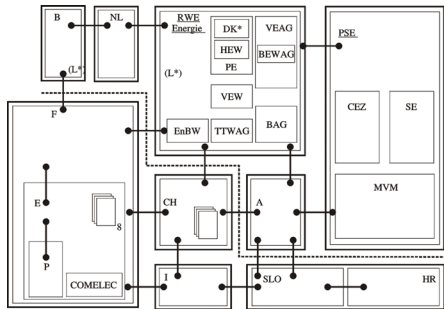 B
NL
RWE
Energie
DK*
VEAG
PSE
HEW
BEWAG
PE
(L*)
(L*)
VEW
CEZ
SE
F
EnBW
TTWAG
BAG
MVM
E
CH
A
8
P
COMELEC
I
SLO
HR